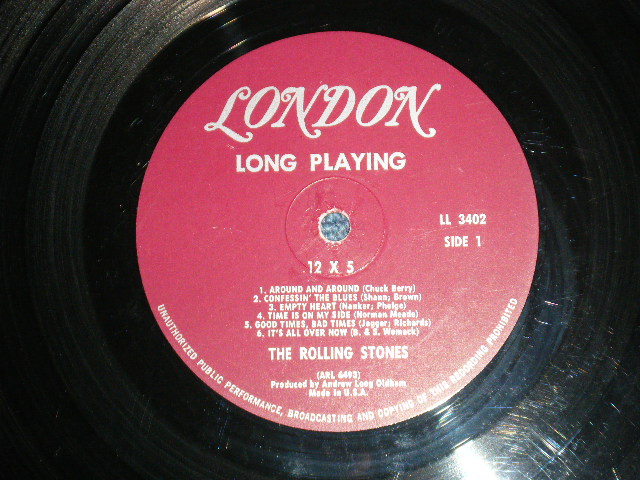 LONDON
LONG PLAYING
LL 3402
SIDE 1
12 X 5
1. AROUND AND AROUND (Chuck Berry)
2. CONFESSIN' THE BLUES (Shann; Brown)
3. EMPTY HEART (Nanker; Phelge)
4. TIME IS ON MY SIDE (Norman Meade)
5. GOOD TIMES, BAD TIMES (Jagger; Richards)
6. IT'S ALL OVER NOW (B. & S. Womack)
THE ROLLING STONES
(ARL 6493)
Produced by Andrew Loog Oldham
Made in U.S.A.
UNAUTHORIZED PUBLIC PERFORMANCE, BROADCASTING AND COPYING OF THIS RECORDING PROHIBITED